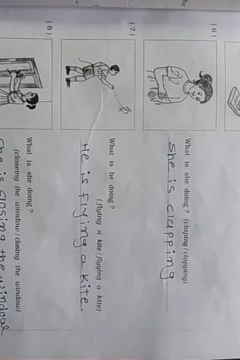 (6)
What is she doing ? (claping / clapping)
she is clapping
(7)
What is he doing ?
( flying a kite / flyying a kite)
He is flying a kite.
(8)
What is she doing ?
(closeing the window / closing the window)
she is closing the window